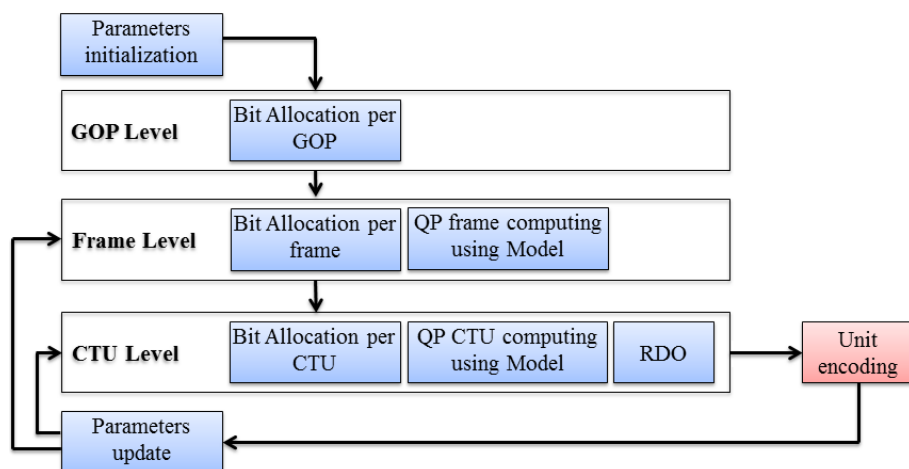 Parameters
initialization
GOP Level
Bit Allocation per
GOP
Frame Level
Bit Allocation per
frame
QP frame computing
using Model
CTU Level
Bit Allocation per
CTU
QP CTU computing
using Model
RDO
Unit
encoding
Parameters
update